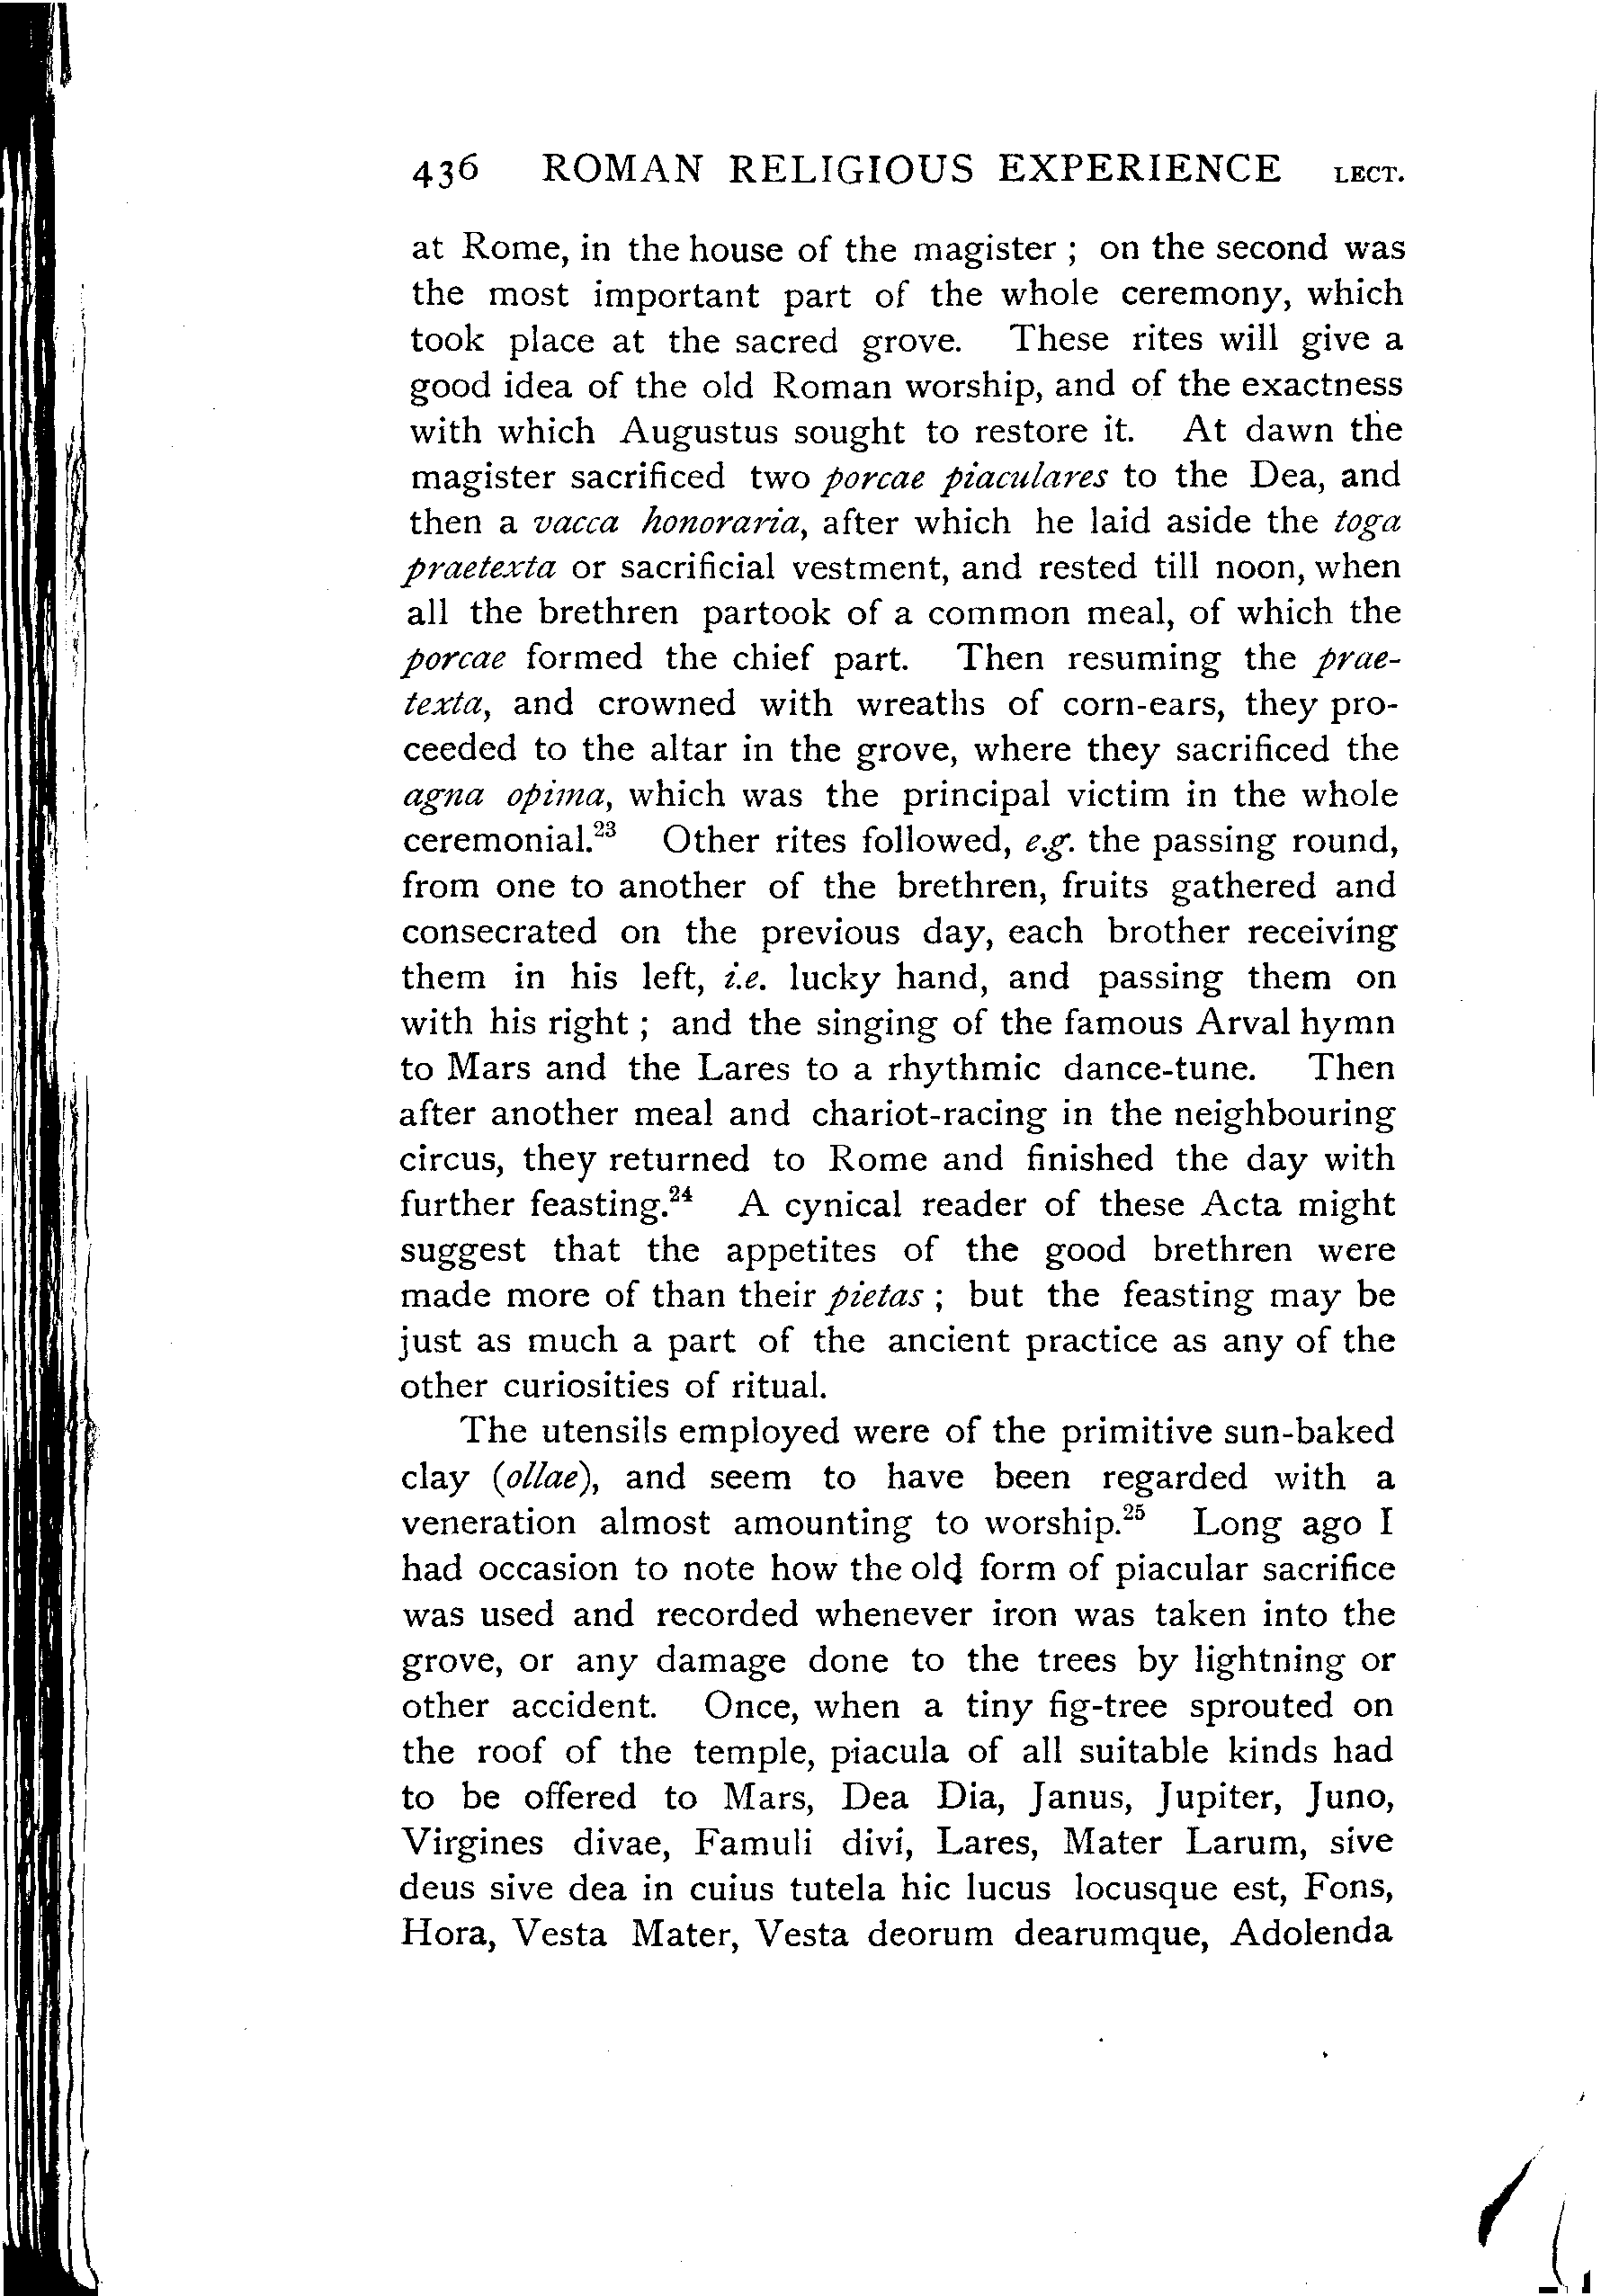 436 ROMAN RELIGIOUS EXPERIENCE LECT.
at Rome, in the house of the magister ; on the second was
the most important part of the whole ceremony, which
took place at the sacred grove. These rites will give a
good idea of the old Roman worship, and of the exactness
with which Augustus sought to restore it. At dawn the
magister sacrificed two porcae piaculares to the Dea, and
then a vacca honoraria, after which he laid aside the toga
praetexta or sacrificial vestment, and rested till noon, when
all the brethren partook of a common meal, of which the
porcae formed the chief part. Then resuming the prae-
texta, and crowned with wreaths of corn-ears, they pro-
ceeded to the altar in the grove, where they sacrificed the
agna opima, which was the principal victim in the whole
ceremonial.²³ Other rites followed, e.g. the passing round,
from one to another of the brethren, fruits gathered and
consecrated on the previous day, each brother receiving
them in his left, i.e. lucky hand, and passing them on
with his right ; and the singing of the famous Arval hymn
to Mars and the Lares to a rhythmic dance-tune. Then
after another meal and chariot-racing in the neighbouring
circus, they returned to Rome and finished the day with
further feasting.²⁴ A cynical reader of these Acta might
suggest that the appetites of the good brethren were
made more of than their pietas ; but the feasting may be
just as much a part of the ancient practice as any of the
other curiosities of ritual.
The utensils employed were of the primitive sun-baked
clay (ollae), and seem to have been regarded with a
veneration almost amounting to worship.²⁵ Long ago I
had occasion to note how the old form of piacular sacrifice
was used and recorded whenever iron was taken into the
grove, or any damage done to the trees by lightning or
other accident. Once, when a tiny fig-tree sprouted on
the roof of the temple, piacula of all suitable kinds had
to be offered to Mars, Dea Dia, Janus, Jupiter, Juno,
Virgines divae, Famuli divi, Lares, Mater Larum, sive
deus sive dea in cuius tutela hic lucus locusque est, Fons,
Hora, Vesta Mater, Vesta deorum dearumque, Adolenda